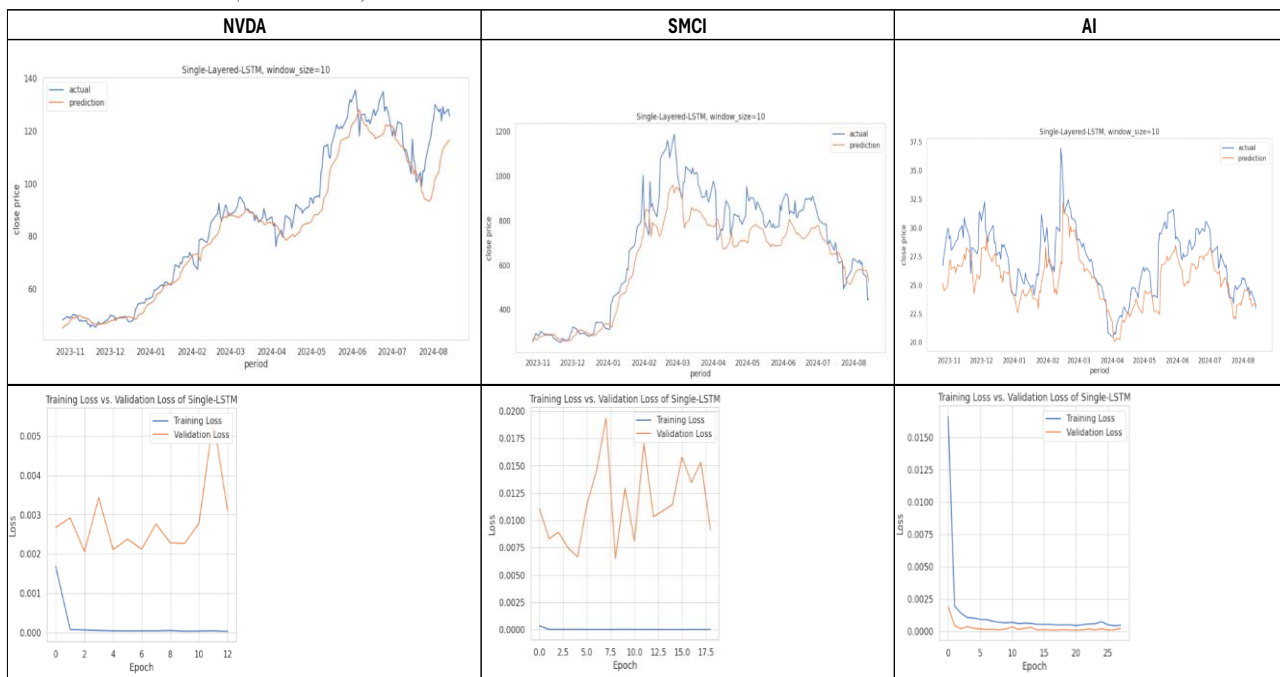 NVDA
SMCI
AI
Single-Layered-LSTM, window_size=10
actual
prediction
140
120
100
80
60
close price
2023-11 2023-12 2024-01 2024-02 2024-03 2024-04 2024-05 2024-06 2024-07 2024-08
period
Single-Layered-LSTM, window_size=10
actual
prediction
1200
1000
800
600
400
close price
2023-11 2023-12 2024-01 2024-02 2024-03 2024-04 2024-05 2024-06 2024-07 2024-08
period
Single-Layered-LSTM, window_size=10
actual
prediction
37.5
35.0
32.5
30.0
27.5
25.0
22.5
20.0
close price
2023-11 2023-12 2024-01 2024-02 2024-03 2024-04 2024-05 2024-06 2024-07 2024-08
period
Training Loss vs. Validation Loss of Single-LSTM
Training Loss
Validation Loss
0.005
0.004
0.003
0.002
0.001
0.000
Loss
0 2 4 6 8 10 12
Epoch
Training Loss vs. Validation Loss of Single-LSTM
Training Loss
Validation Loss
0.0200
0.0175
0.0150
0.0125
0.0100
0.0075
0.0050
0.0025
0.0000
Loss
0.0 2.5 5.0 7.5 10.0 12.5 15.0 17.5
Epoch
Training Loss vs. Validation Loss of Single-LSTM
Training Loss
Validation Loss
0.0150
0.0125
0.0100
0.0075
0.0050
0.0025
0.0000
Loss
0 5 10 15 20 25
Epoch